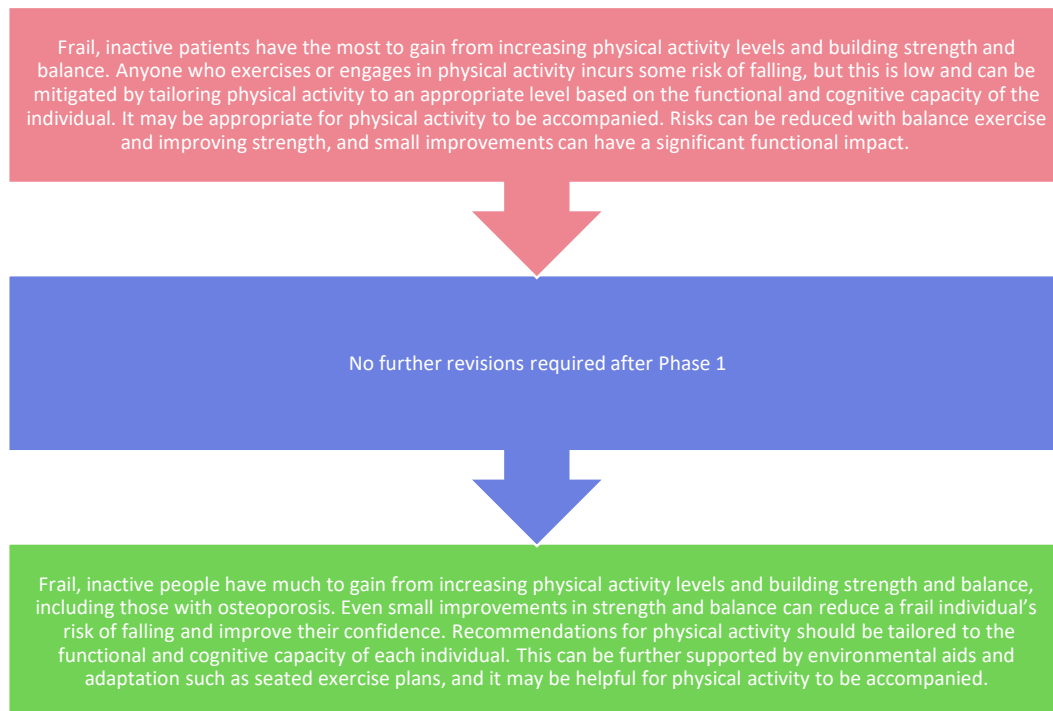 Frail, inactive patients have the most to gain from increasing physical activity levels and building strength and
balance. Anyone who exercises or engages in physical activity incurs some risk of falling, but this is low and can be
mitigated by tailoring physical activity to an appropriate level based on the functional and cognitive capacity of the
individual. It may be appropriate for physical activity to be accompanied. Risks can be reduced with balance exercise
and improving strength, and small improvements can have a significant functional impact.
No further revisions required after Phase 1
Frail, inactive people have much to gain from increasing physical activity levels and building strength and balance,
including those with osteoporosis. Even small improvements in strength and balance can reduce a frail individual’s
risk of falling and improve their confidence. Recommendations for physical activity should be tailored to the
functional and cognitive capacity of each individual. This can be further supported by environmental aids and
adaptation such as seated exercise plans, and it may be helpful for physical activity to be accompanied.